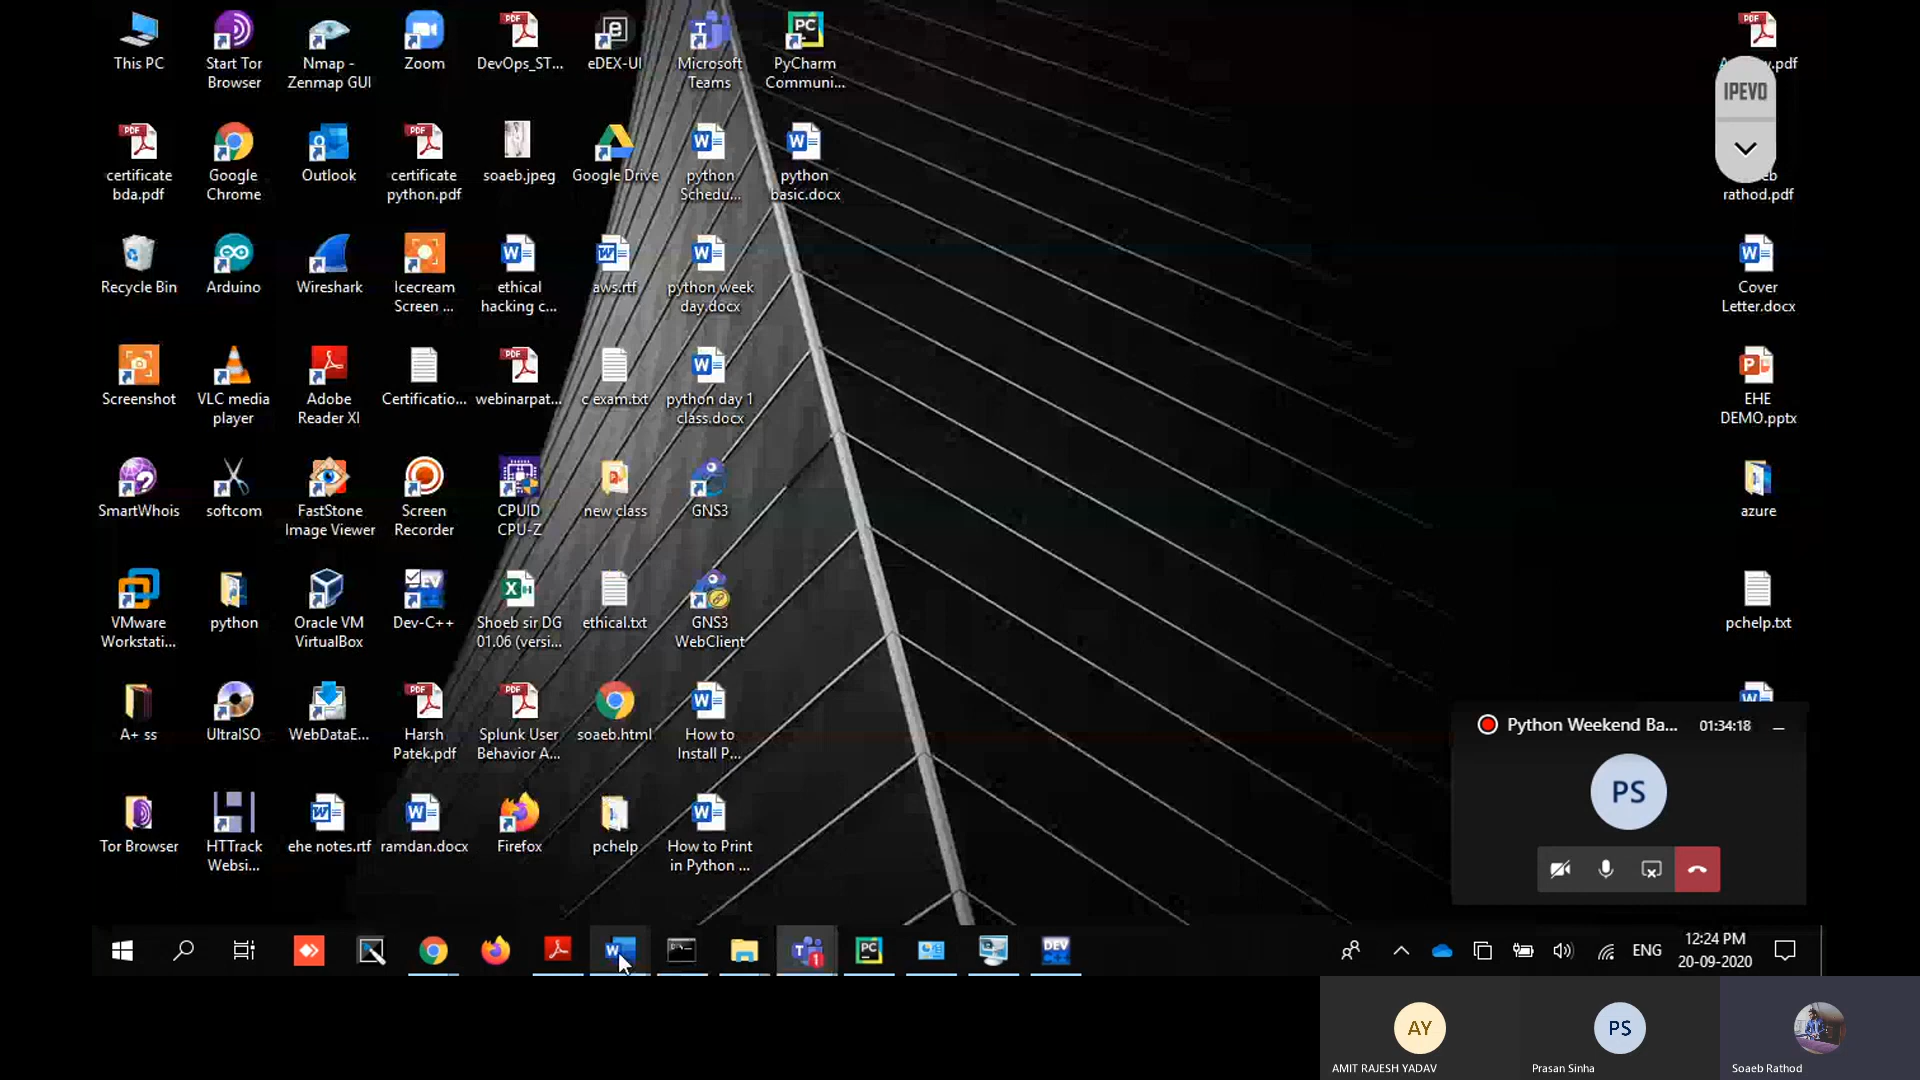 This PC
Start Tor
Browser
Nmap -
Zenmap GUI
Zoom
DevOps_ST...
eDEX-UI
Microsoft
Teams
PyCharm
Communi...
certificate
bda.pdf
Google
Chrome
Outlook
certificate
python.pdf
soaeb.jpeg
Google Drive
python
Schedu...
python
basic.docx
IPEVO
rathod.pdf
Recycle Bin
Arduino
Wireshark
Icecream
Screen ...
ethical
hacking c...
aws.rtf
python week
day.docx
Cover
Letter.docx
Screenshot
VLC media
player
Adobe
Reader XI
Certificatio...
webinarpat...
c exam.txt
python day 1
class.docx
EHE
DEMO.pptx
SmartWhois
softcom
FastStone
Image Viewer
Screen
Recorder
CPUID
CPU-Z
new class
GNS3
azure
VMware
Workstati...
python
Oracle VM
VirtualBox
Dev-C++
Shoeb sir DG
01.06 (versi...
ethical.txt
GNS3
WebClient
pchelp.txt
A+ ss
UltraISO
WebDataE...
Harsh
Patek.pdf
Splunk User
Behavior A...
soaeb.html
How to
Install P...
Python Weekend Ba...
01:34:18
PS
Tor Browser
HTTrack
Websi...
ehe notes.rtf
ramdan.docx
Firefox
pchelp
How to Print
in Python ...
ENG
12:24 PM
20-09-2020
AY
AMIT RAJESH YADAV
PS
Prasan Sinha
Soaeb Rathod